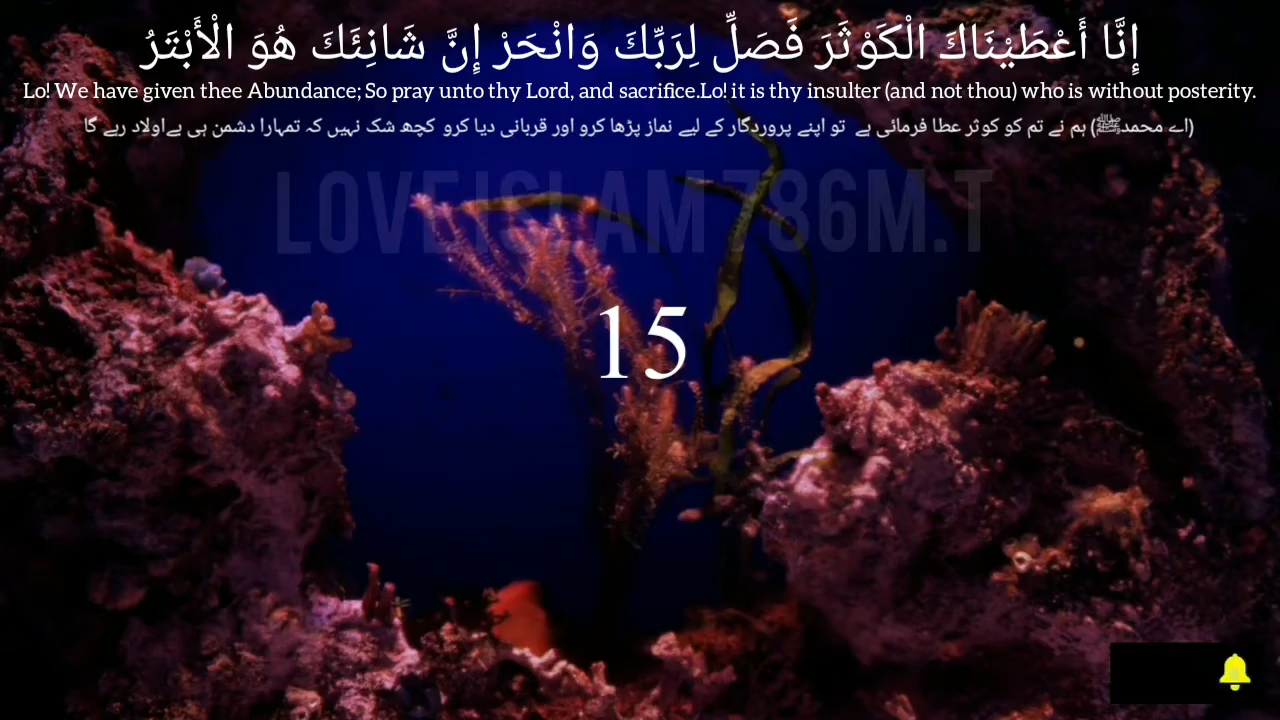 إِنَّا أَعْطَيْنَاكَ الْكَوْثَرَ فَصَلِّ لِرَبِّكَ وَانْحَرْ إِنَّ شَانِئَكَ هُوَ الْأَبْتَرُ
Lo! We have given thee Abundance; So pray unto thy Lord, and sacrifice.Lo! it is thy insulter (and not thou) who is without posterity.
(اے محمدﷺ) ہم نے تم کو کوثر عطا فرمائی ہے تو اپنے پروردگار کے لیے نماز پڑھا کرو اور قربانی دیا کرو کچھ شک نہیں کہ تمہارا دشمن ہی بےاولاد رہے گا
LOVE ISLAM 786M.T
15